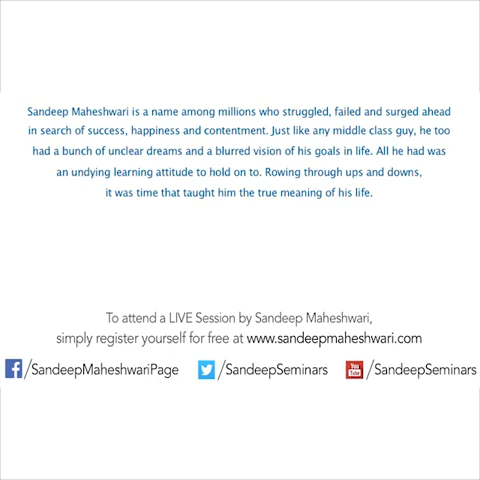 Sandeep Maheshwari is a name among millions who struggled, failed and surged ahead
in search of success, happiness and contentment. Just like any middle class guy, he too
had a bunch of unclear dreams and a blurred vision of his goals in life. All he had was
an undying learning attitude to hold on to. Rowing through ups and downs,
it was time that taught him the true meaning of his life.
To attend a LIVE Session by Sandeep Maheshwari,
simply register yourself for free at www.sandeepmaheshwari.com
f/SandeepMaheshwariPage /SandeepSeminars You Tube /SandeepSeminars